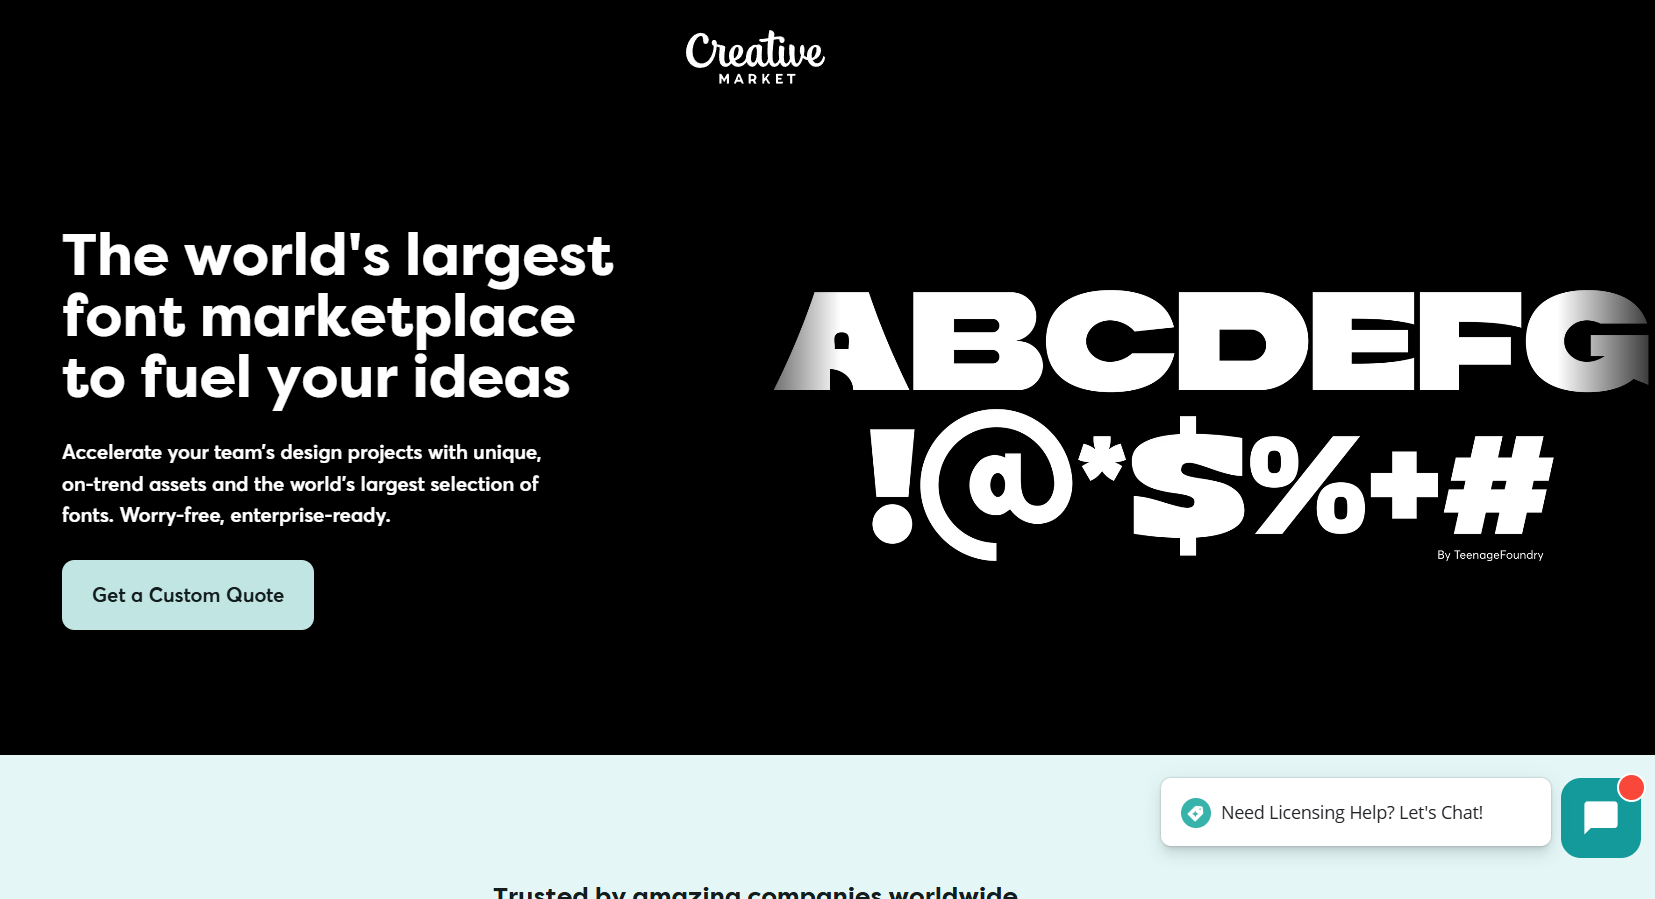 Creative
MARKET
The world's largest
font marketplace
to fuel your ideas
Accelerate your team's design projects with unique,
on-trend assets and the world's largest selection of
fonts. Worry-free, enterprise-ready.
Get a Custom Quote
ABCDEFG
!@*$%+#
By TeenageFoundry
Need Licensing Help? Let's Chat!
Trusted by amazing companies worldwide